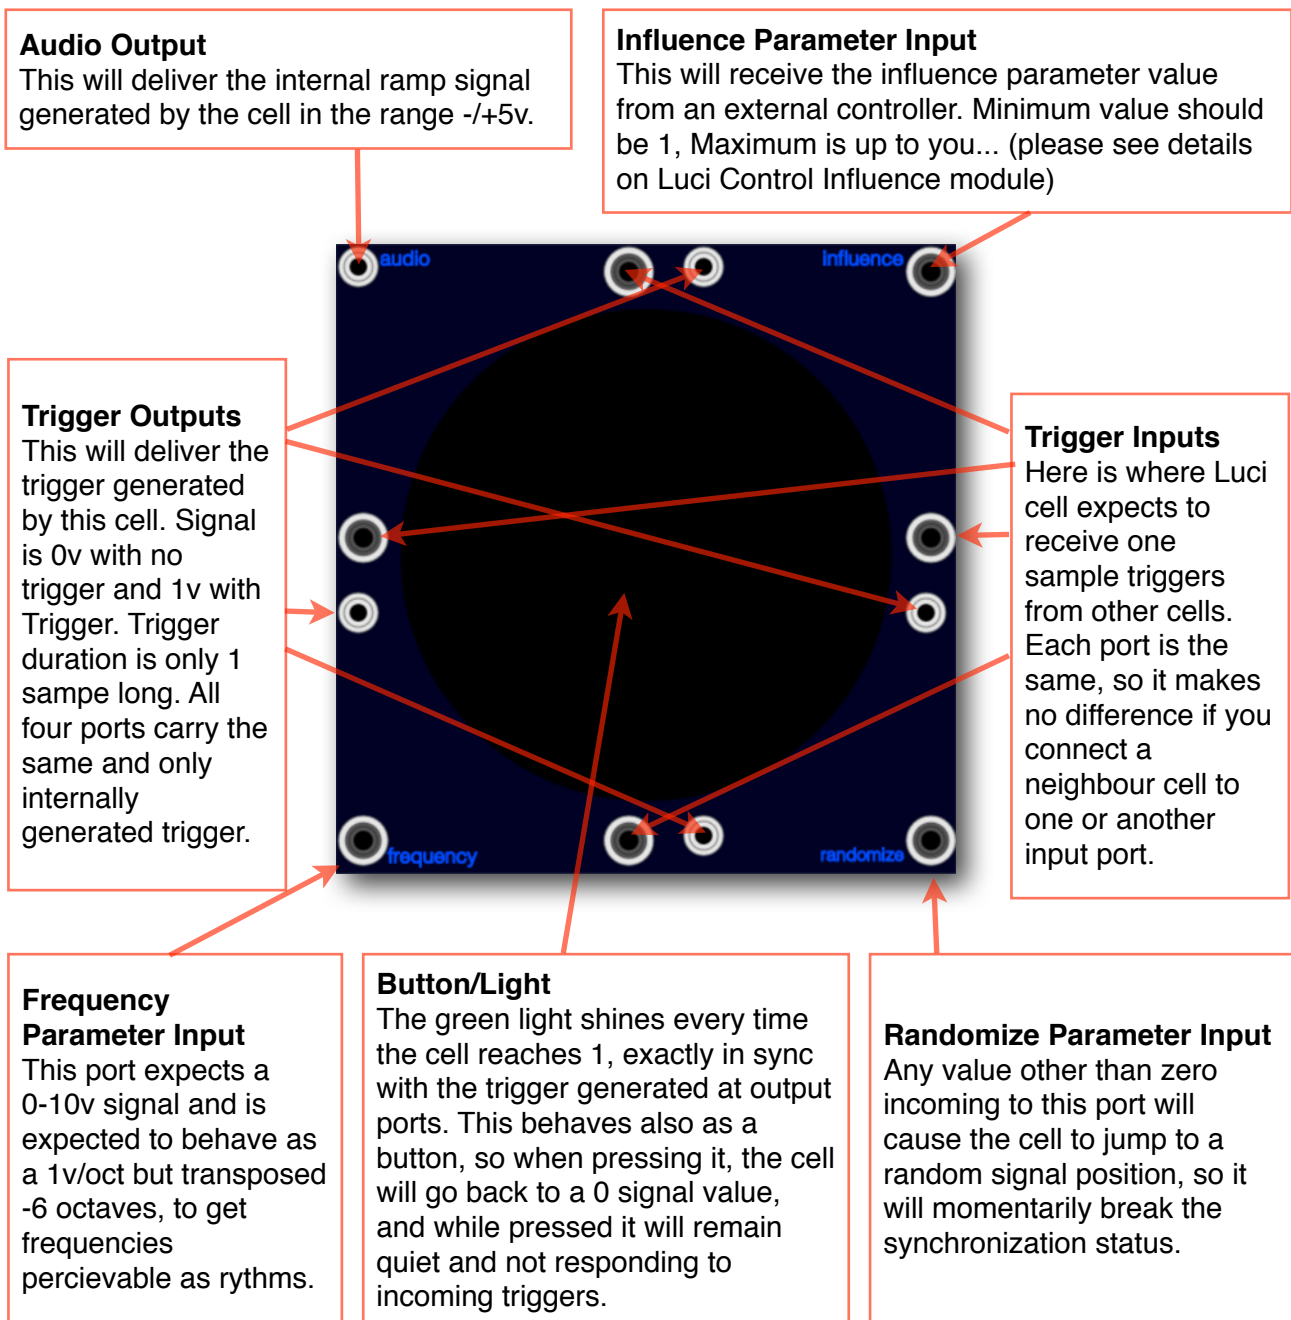 Audio Output
This will deliver the internal ramp signal
generated by the cell in the range -/+5v.
Influence Parameter Input
This will receive the influence parameter value
from an external controller. Minimum value should
be 1, Maximum is up to you... (please see details
on Luci Control Influence module)
audio
influence
Trigger Outputs
This will deliver the
trigger generated
by this cell. Signal
is 0v with no
trigger and 1v with
Trigger. Trigger
duration is only 1
sampe long. All
four ports carry the
same and only
internally
generated trigger.
Trigger Inputs
Here is where Luci
cell expects to
receive one
sample triggers
from other cells.
Each port is the
same, so it makes
no difference if you
connect a
neighbour cell to
one or another
input port.
frequency
randomize
Frequency
Parameter Input
This port expects a
0-10v signal and is
expected to behave as
a 1v/oct but transposed
-6 octaves, to get
frequencies
percievable as rythms.
Button/Light
The green light shines every time
the cell reaches 1, exactly in sync
with the trigger generated at output
ports. This behaves also as a
button, so when pressing it, the cell
will go back to a 0 signal value,
and while pressed it will remain
quiet and not responding to
incoming triggers.
Randomize Parameter Input
Any value other than zero
incoming to this port will
cause the cell to jump to a
random signal position, so it
will momentarily break the
synchronization status.